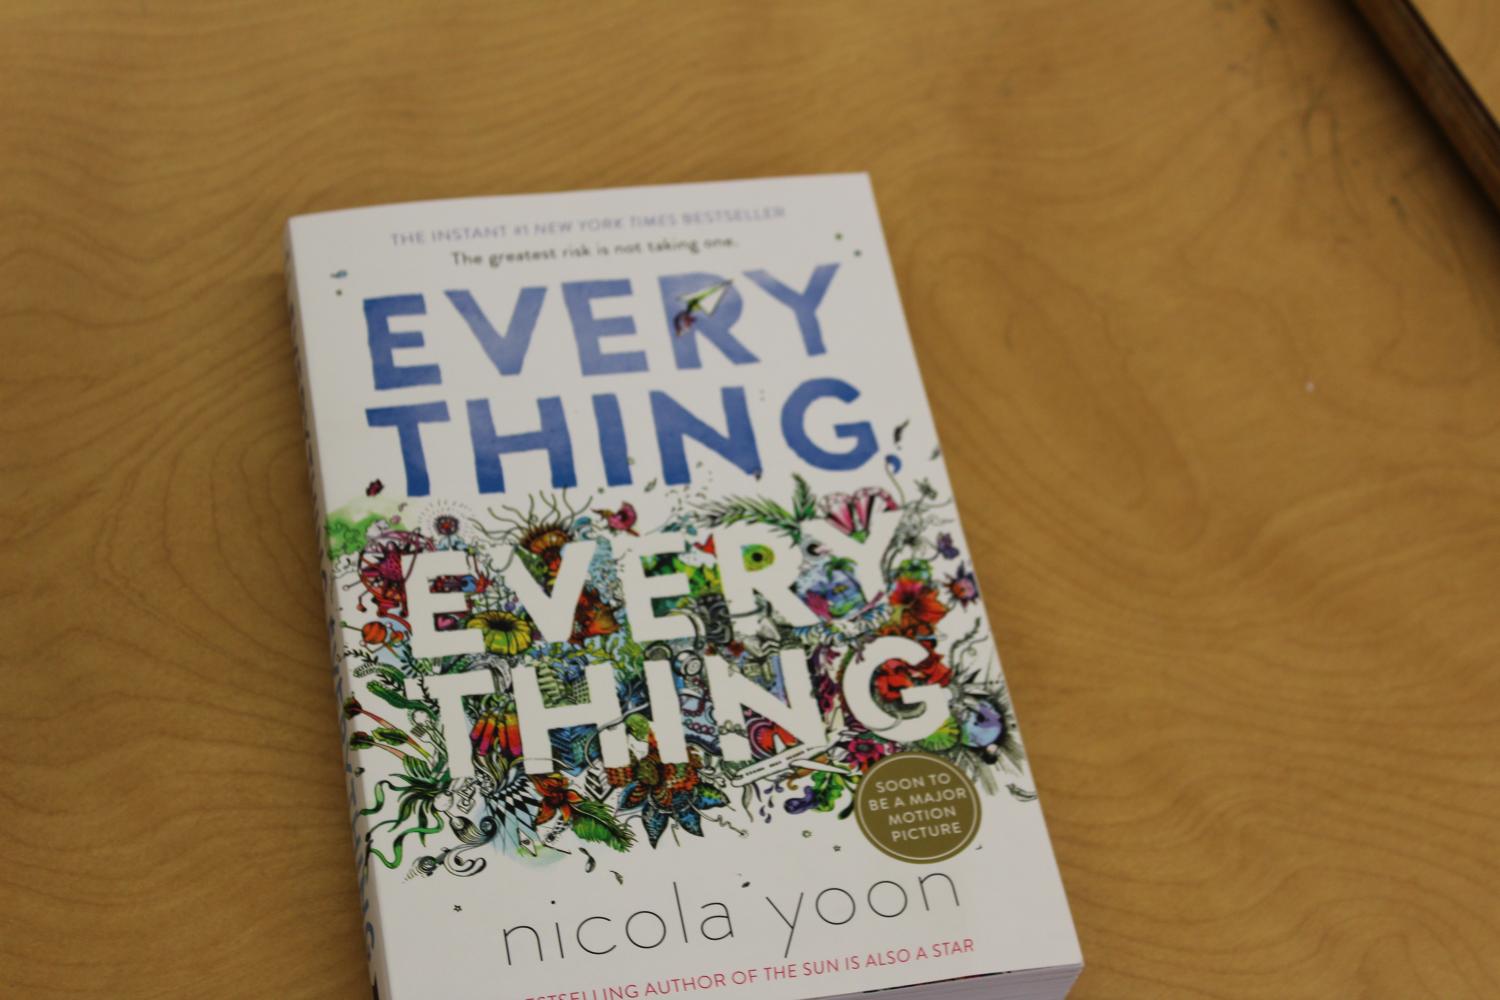 THE INSTANT #1 NEW YORK TIMES BESTSELLER
The greatest risk is not taking one.
EVERY
THING,
EVERY
THING
SOON TO
BE A MAJOR
MOTION
PICTURE
nicola yoon
AUTHOR OF THE SUN IS ALSO A STAR